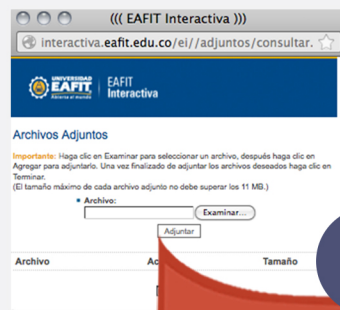 ((( EAFIT Interactiva )))
interactiva.eafit.edu.co/ei//adjuntos/consultar.
UNIVERSIDAD EAFIT
EAFIT
Abierta al mundo
Interactiva
Archivos Adjuntos
Importante: Haga clic en Examinar para seleccionar un archivo, después haga clic en
Agregar para adjuntarlo. Una vez finalizado de adjuntar los archivos deseados haga clic en
Terminar.
(El tamaño máximo de cada archivo adjunto no debe superar los 11 MB.)
Archivo:
Examinar...
Adjuntar
Archivo Ac Tamaño